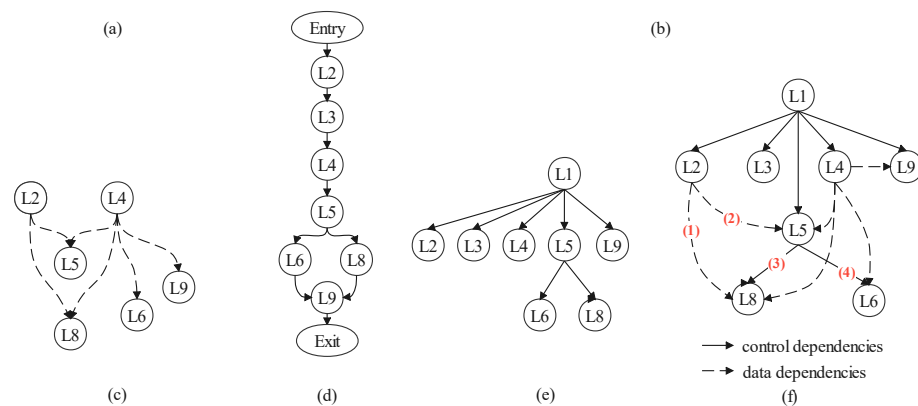 (a)
(b)
Entry
L2
L3
L4
L5
L6 L8
L9
Exit
L2 L4
L5
L9
L6
L8
L1
L2 L3 L4 L5 L9
L6 L8
L1
L2 L3 L4 L9
(1) (2) L5
(3) (4)
L8 L6
control dependencies
data dependencies
(c) (d) (e) (f)